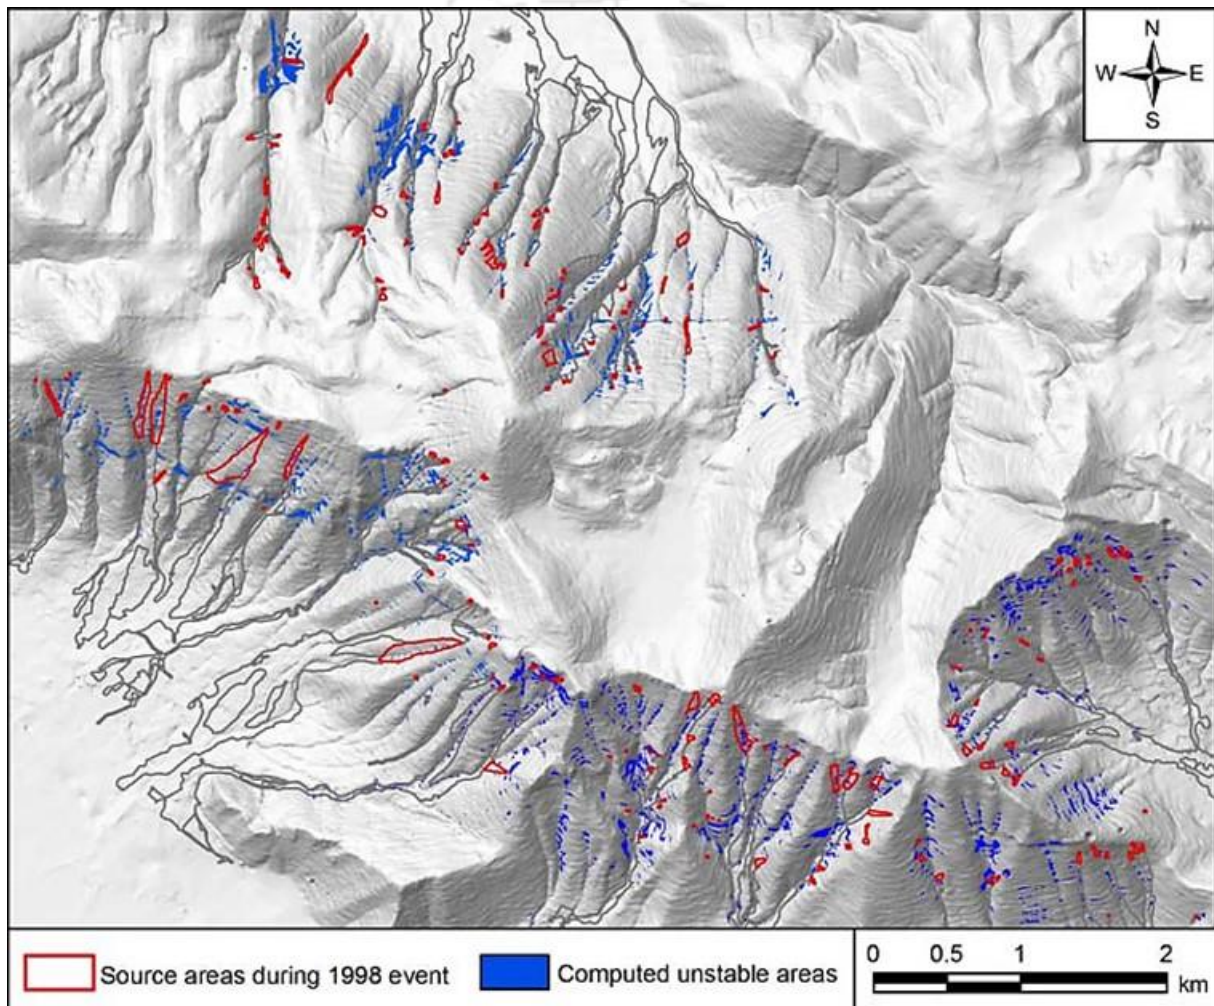 N
W E
S
Source areas during 1998 event
Computed unstable areas
0 0.5 1 2
km